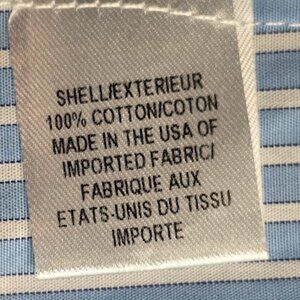 SHELL/EXTERIEUR
100% COTTON/COTON
MADE IN THE USA OF
IMPORTED FABRIC/
FABRIQUE AUX
ETATS-UNIS DU TISSU
IMPORTE